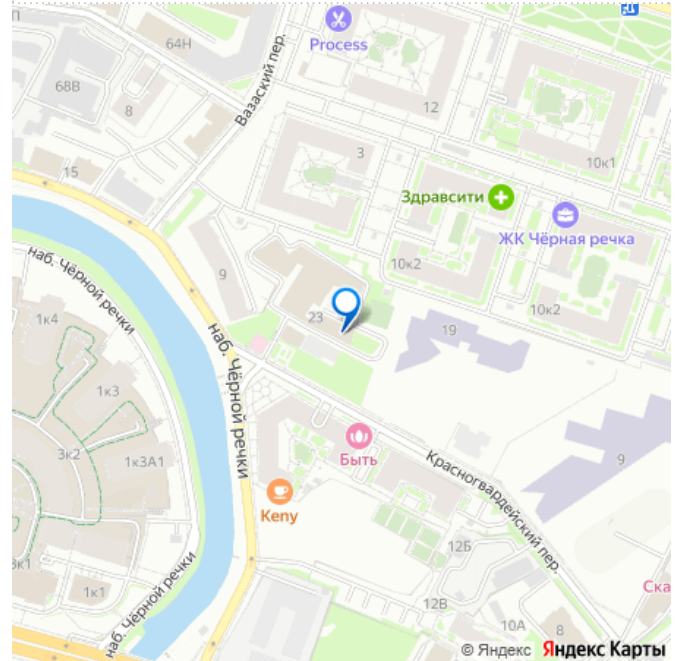 64Н
Process
Вазаский пер.
68В
8
12
15
3
10к1
Здравсити
ЖК Чёрная речка
наб. Чёрной речки
9
10к2
10к2
1к4
23
19
наб. Чёрной речки
1к3
3к2
1к3А1
Быть
Красногвардейский пер.
9
Keny
12Б
1к1
наб. Чёрной речки
12В
10А
8
Ска
© Яндекс Яндекс Карты